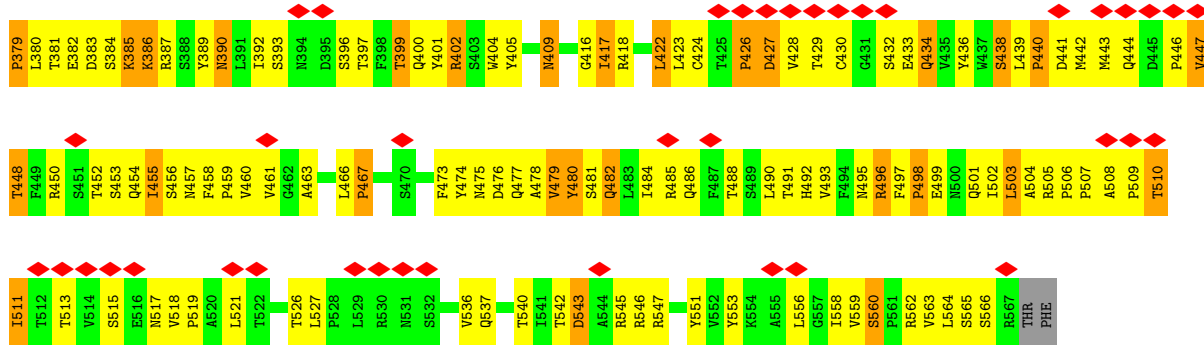 P379 L380 T381 E382 D383 S384 K385 K386 R387 S388 Y389 N390 L391 I392 S393 N394 D395 S396 T397 F398 T399 Q400 Y401 R402 S403 W404 Y405 N409 G416 I417 R418 L422 L423 C424 T425 P426 D427 V428 T429 C430 G431 S432 E433 Q434 V435 Y436 W437 S438 L439 P440 D441 M442 M443 Q444 D445 P446 V447
T448 F449 R450 S451 T452 S453 Q454 I455 S456 N457 F458 P459 V460 V461 G462 A463 L466 P467 S470 F473 Y474 N475 D476 Q477 A478 V479 Y480 S481 Q482 L483 I484 R485 Q486 F487 T488 S489 L490 T491 H492 V493 F494 N495 R496 F497 P498 E499 N500 Q501 I502 L503 A504 R505 P506 P507 A508 P509 T510
I511 T512 T513 V514 S515 E516 N517 V518 P519 A520 L521 T522 T526 L527 P528 L529 R530 N531 S532 V536 Q537 T540 I541 T542 D543 A544 R545 R546 R547 Y551 V552 Y553 K554 A555 L556 G557 I558 V559 S560 P561 R562 V563 L564 S565 S566 R567 THR PHE